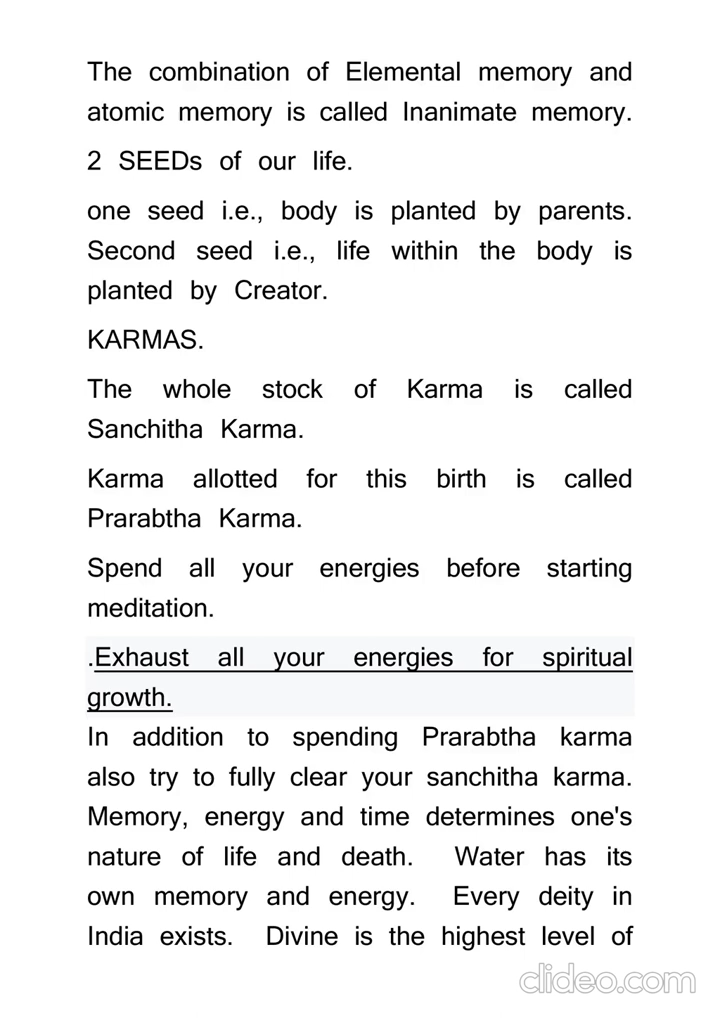 The combination of Elemental memory and
atomic memory is called Inanimate memory.
2 SEEDs of our life.
one seed i.e., body is planted by parents.
Second seed i.e., life within the body is
planted by Creator.
KARMAS.
The whole stock of Karma is called
Sanchitha Karma.
Karma allotted for this birth is called
Prarabtha Karma.
Spend all your energies before starting
meditation.
.Exhaust all your energies for spiritual
growth.
In addition to spending Prarabtha karma
also try to fully clear your sanchitha karma.
Memory, energy and time determines one's
nature of life and death. Water has its
own memory and energy. Every deity in
India exists. Divine is the highest level of
clideo.com